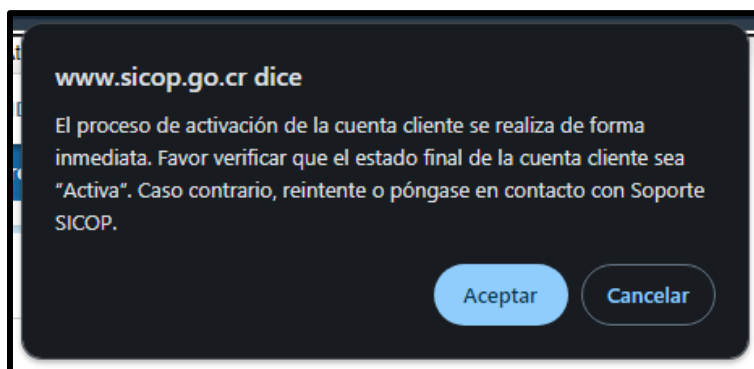 www.sicop.go.cr dice
El proceso de activación de la cuenta cliente se realiza de forma
inmediata. Favor verificar que el estado final de la cuenta cliente sea
“Activa”. Caso contrario, reintente o póngase en contacto con Soporte
SICOP.
Aceptar
Cancelar